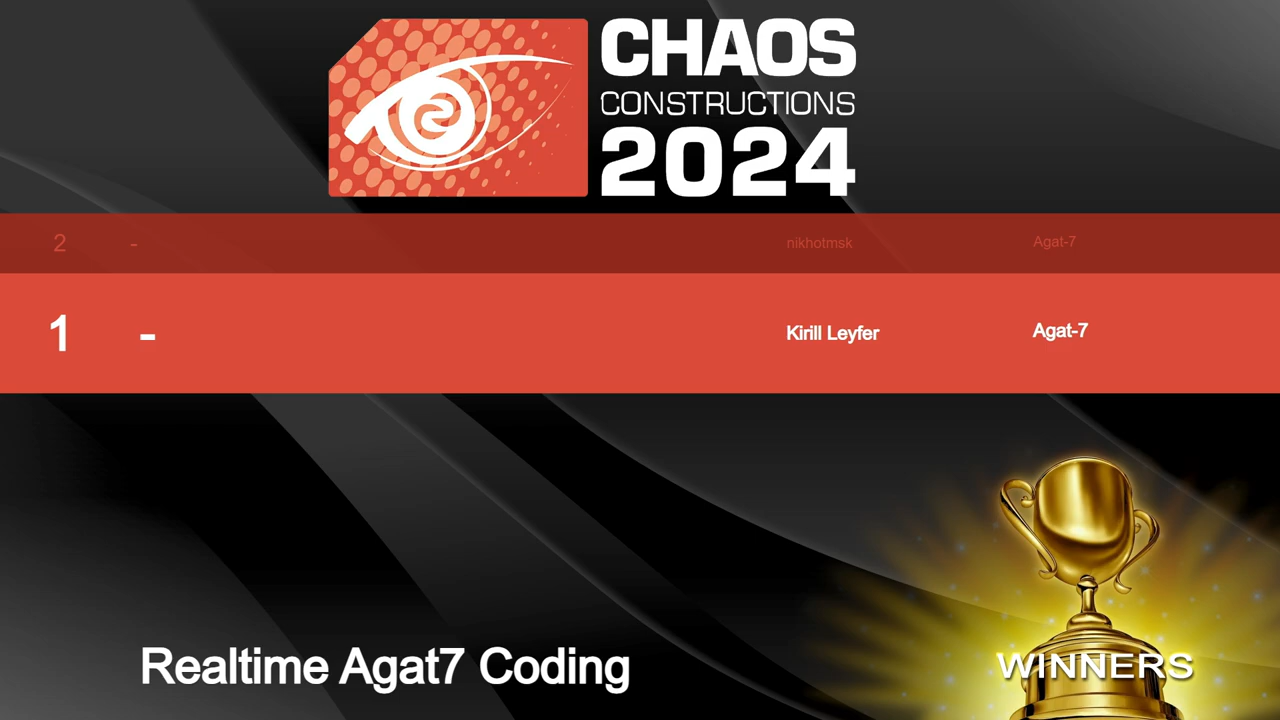 CHAOS
CONSTRUCTIONS
2024
2 - nikhotmsk Agat-7
1 - Kirill Leyfer Agat-7
Realtime Agat7 Coding
WINNERS